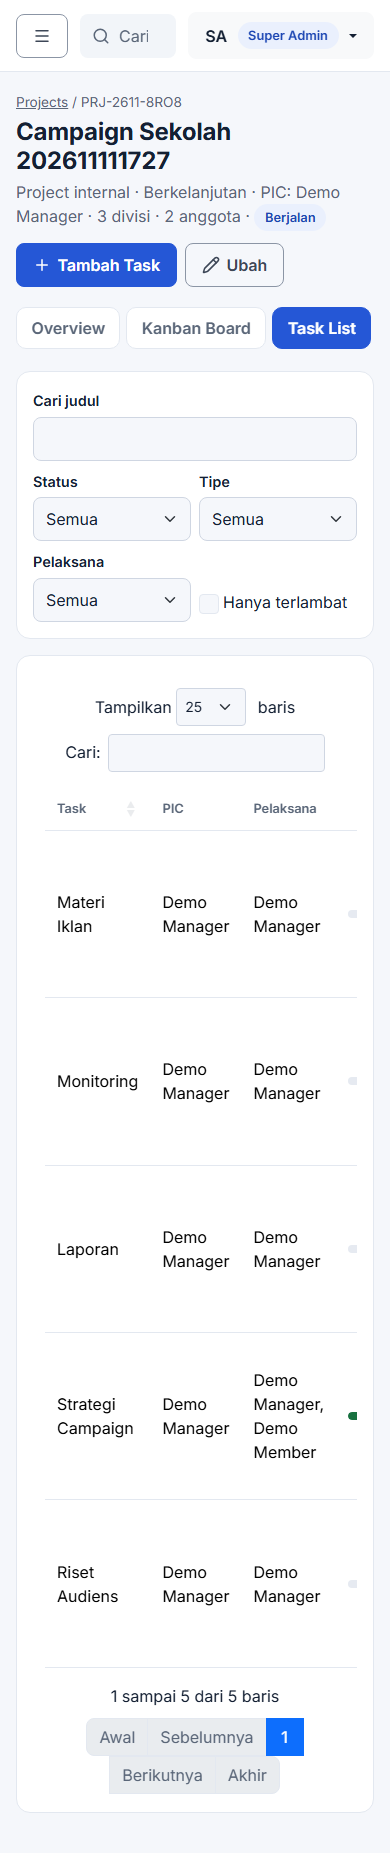 Cari
SA Super Admin
Projects / PRJ-2611-8RO8
Campaign Sekolah
202611111727
Project internal · Berkelanjutan · PIC: Demo
Manager · 3 divisi · 2 anggota · Berjalan
+ Tambah Task
Ubah
Overview
Kanban Board
Task List
Cari judul
Status
Tipe
Semua
Semua
Pelaksana
Semua
Hanya terlambat
Tampilkan 25 baris
Cari:
Task
PIC
Pelaksana
Materi
Iklan
Demo
Manager
Demo
Manager
Monitoring
Demo
Manager
Demo
Manager
Laporan
Demo
Manager
Demo
Manager
Strategi
Campaign
Demo
Manager
Demo
Manager,
Demo
Member
Riset
Audiens
Demo
Manager
Demo
Manager
1 sampai 5 dari 5 baris
Awal
Sebelumnya
1
Berikutnya
Akhir